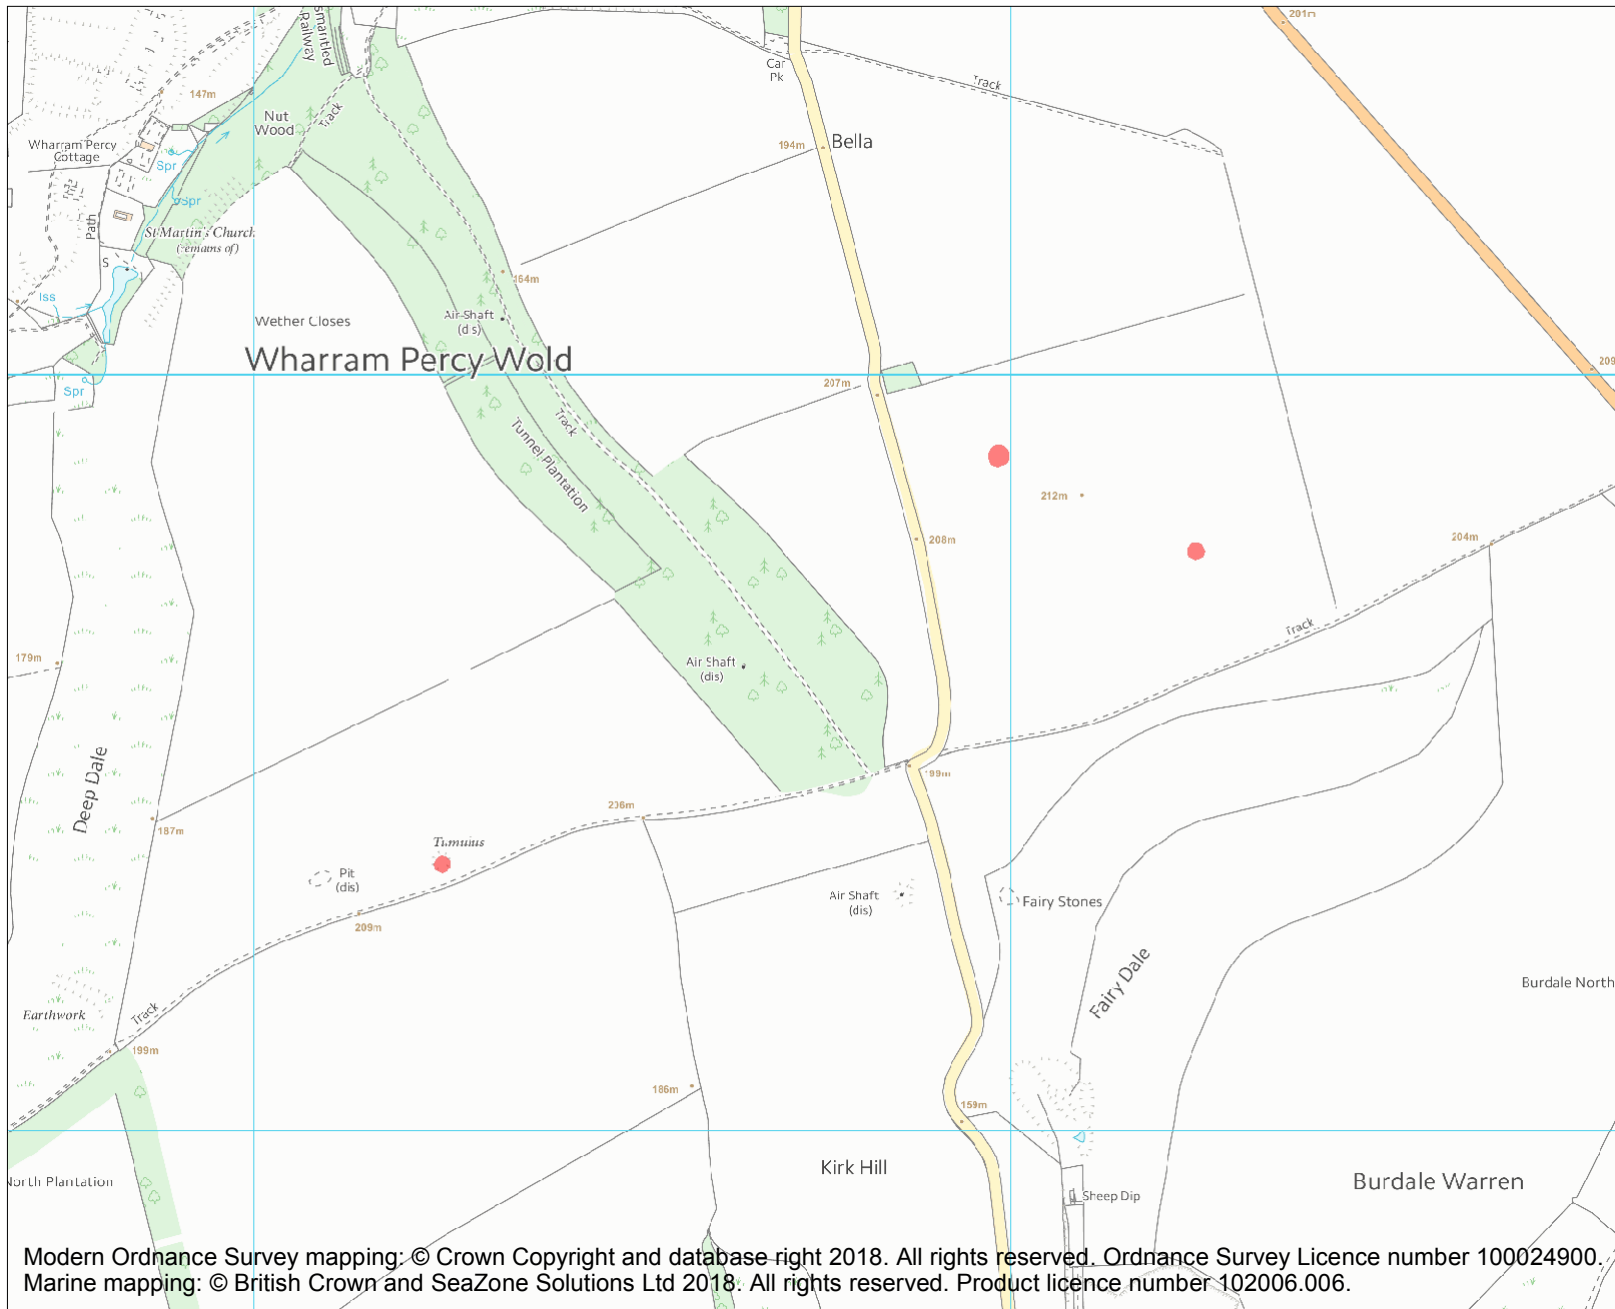 smantled
Railway
201m
Car
Pk
Track
147m
Nut
Wood
Track
194m
Bella
Wharram Percy
Cottage
Spr
Spr
Path
St Martin's Church
(remains of)
S
164m
Iss
Air Shaft
(dis)
Wether Closes
Wharram Percy Wold
209
207m
Spr
Track
Tunnel Plantation
212m
208m
204m
Track
179m
Air Shaft
(dis)
Deep Dale
199m
206m
187m
Tumulus
Pit
(dis)
Air Shaft
(dis)
Fairy Stones
209m
Fairy Dale
Burdale North
Earthwork
Track
199m
186m
159m
Kirk Hill
North Plantation
Burdale Warren
Sheep Dip
Modern Ordnance Survey mapping: © Crown Copyright and database right 2018. All rights reserved. Ordnance Survey Licence number 100024900.
Marine mapping: © British Crown and SeaZone Solutions Ltd 2018. All rights reserved. Product licence number 102006.006.